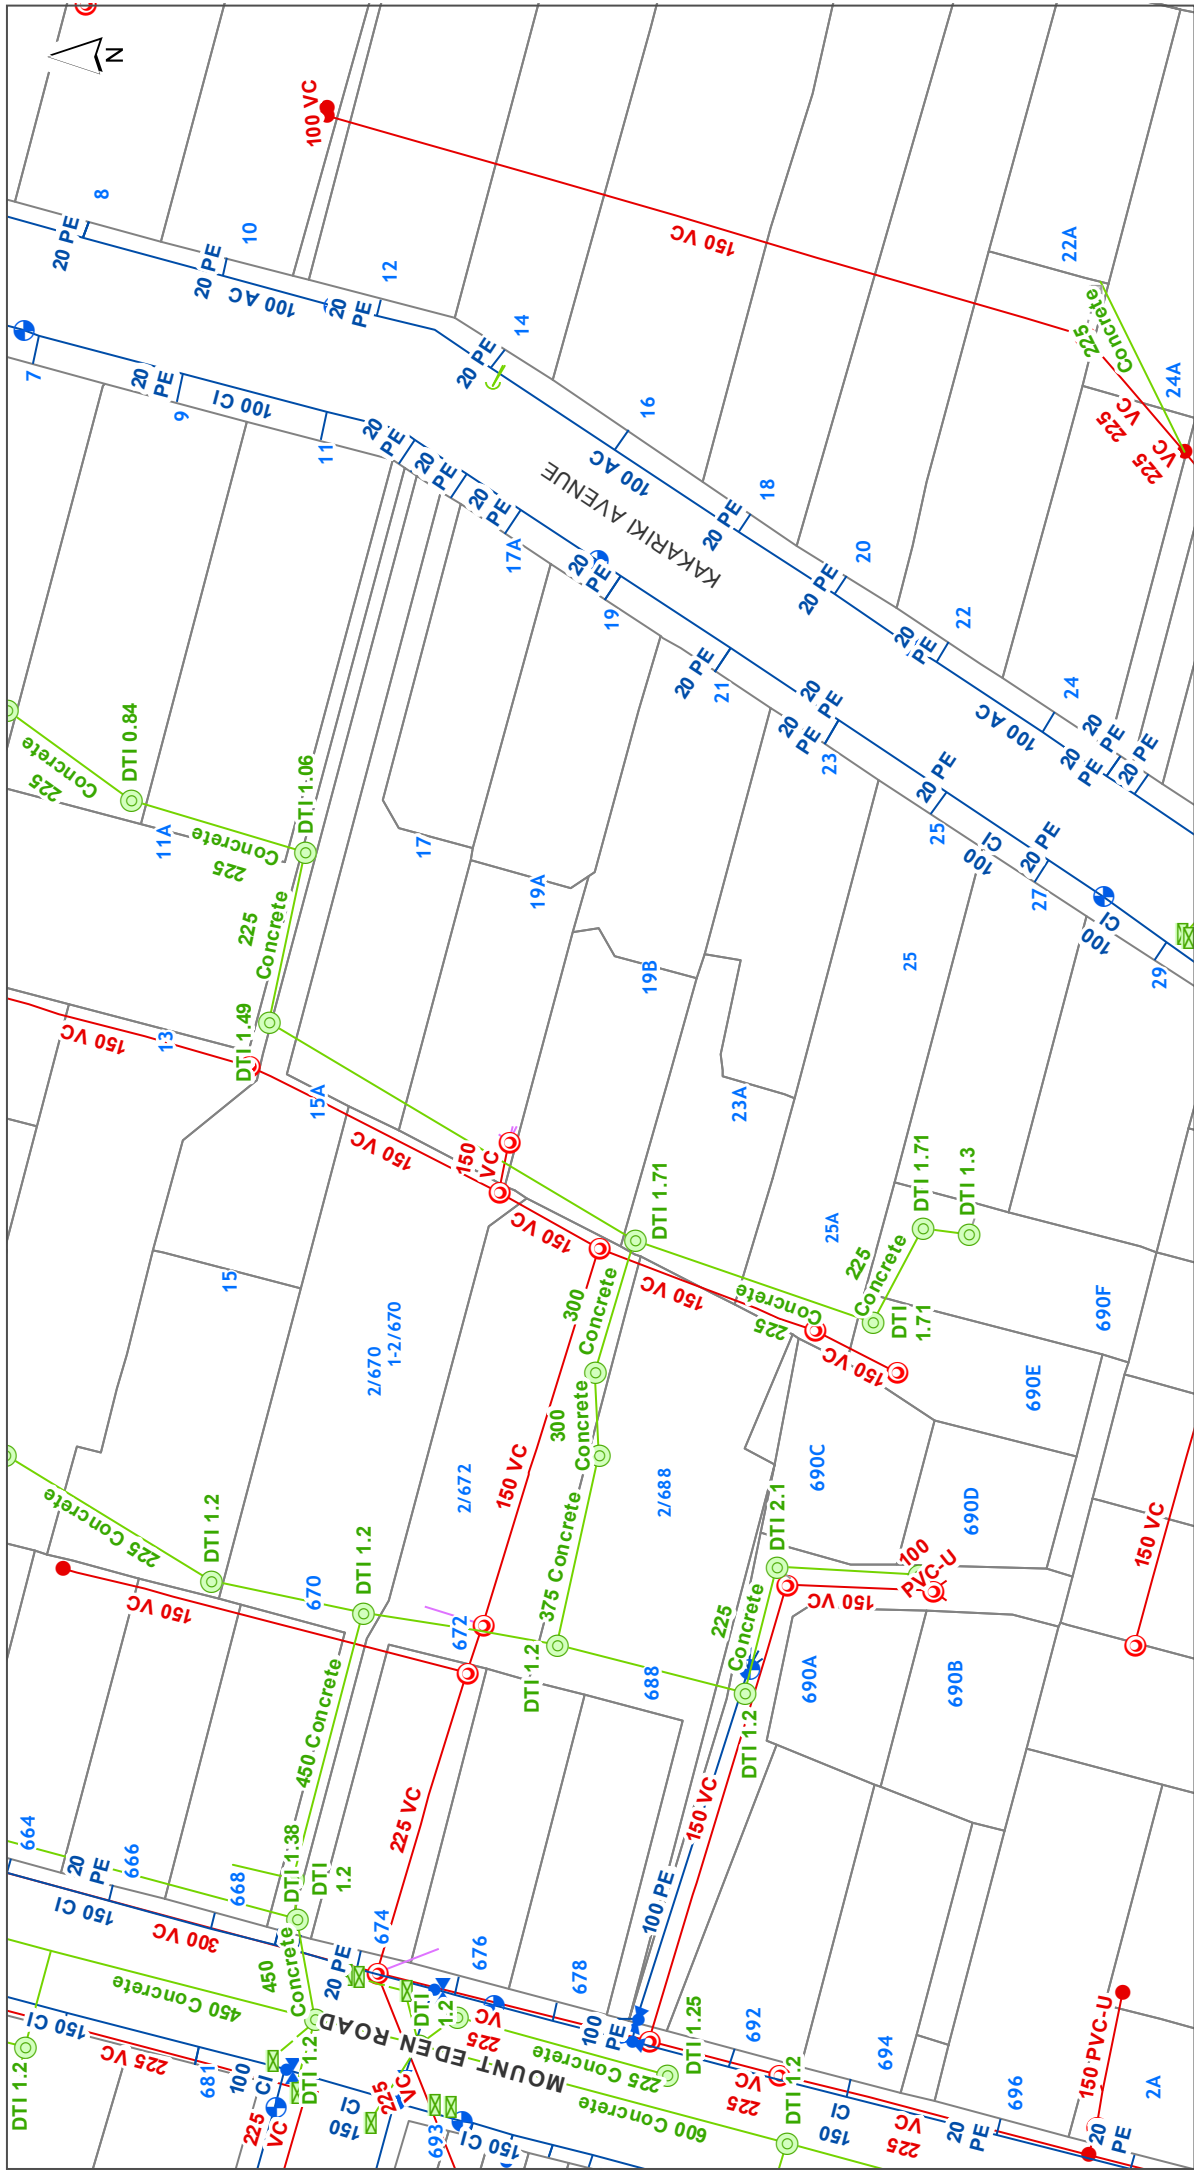 N
100 VC
8
20 PE
10
20 PE
100 AC
12
20
PE
7
20
PE
9
100 CI
11
14
20 PE
150 VC
22A
225
Concrete
24A
225
VC
225
VC
16
100 AC
KAKARIKI AVENUE
18
20 PE
20
PE
20
PE
20
PE
17A
20
PE
19
20 PE
21
20
20 PE
22
20
PE
24
100 AC
20 PE
20
PE
20 PE
20 PE
20
PE
23
20 PE
25
100
CI
20 PE
27
100
CI
29
225
Concrete
DTI 0.84
11A
225
Concrete
DTI 1.06
225
Concrete
DTI 1.49
17
19A
19B
25
23A
150 VC
13
15A
150 VC
150
VC
150 VC
DTI 1.71
150 VC
225
Concrete
25A
225
Concrete
DTI 1.71
DTI 1.3
DTI
1.71
150 VC
690F
690E
15
2/670
1-2/670
300
Concrete
300
Concrete
2/672
150 VC
375 Concrete
2/688
690C
690D
DTI 2.1
225
Concrete
100
PVC-U
150 VC
150 VC
225 Concrete
DTI 1.2
DTI 1.2
670
150 VC
672
DTI 1.2
688
DTI 1.2
690A
690B
450 Concrete
225 VC
150 VC
100 PE
664
666
20
PE
668
DTI 1.38
DTI
1.2
150 CI
300 VC
450
Concrete
20 PE
674
676
678
450 Concrete
DTI
1.2
VC
225
100
PE
DTI 1.25
692
694
696
MOUNT EDEN ROAD
225 Concrete
600 Concrete
150 CI
225 VC
DTI 1.2
681
100
CI
DTI 1.2
225
VC
150
CI
225
VC
693
150 CI
VC
225
DTI 1.2
150
CI
225
VC
20
PE
150 PVC-U
20
PE
2A